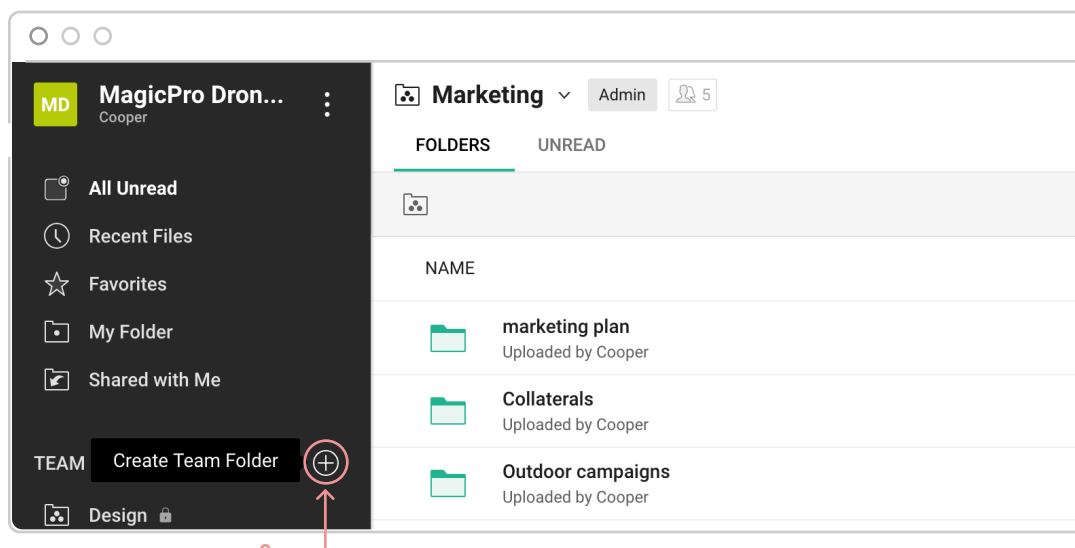 MD
MagicPro Dron...
Cooper
All Unread
Recent Files
Favorites
My Folder
Shared with Me
TEAM
Create Team Folder
Design
Marketing
Admin
5
FOLDERS
UNREAD
NAME
marketing plan
Uploaded by Cooper
Collaterals
Uploaded by Cooper
Outdoor campaigns
Uploaded by Cooper